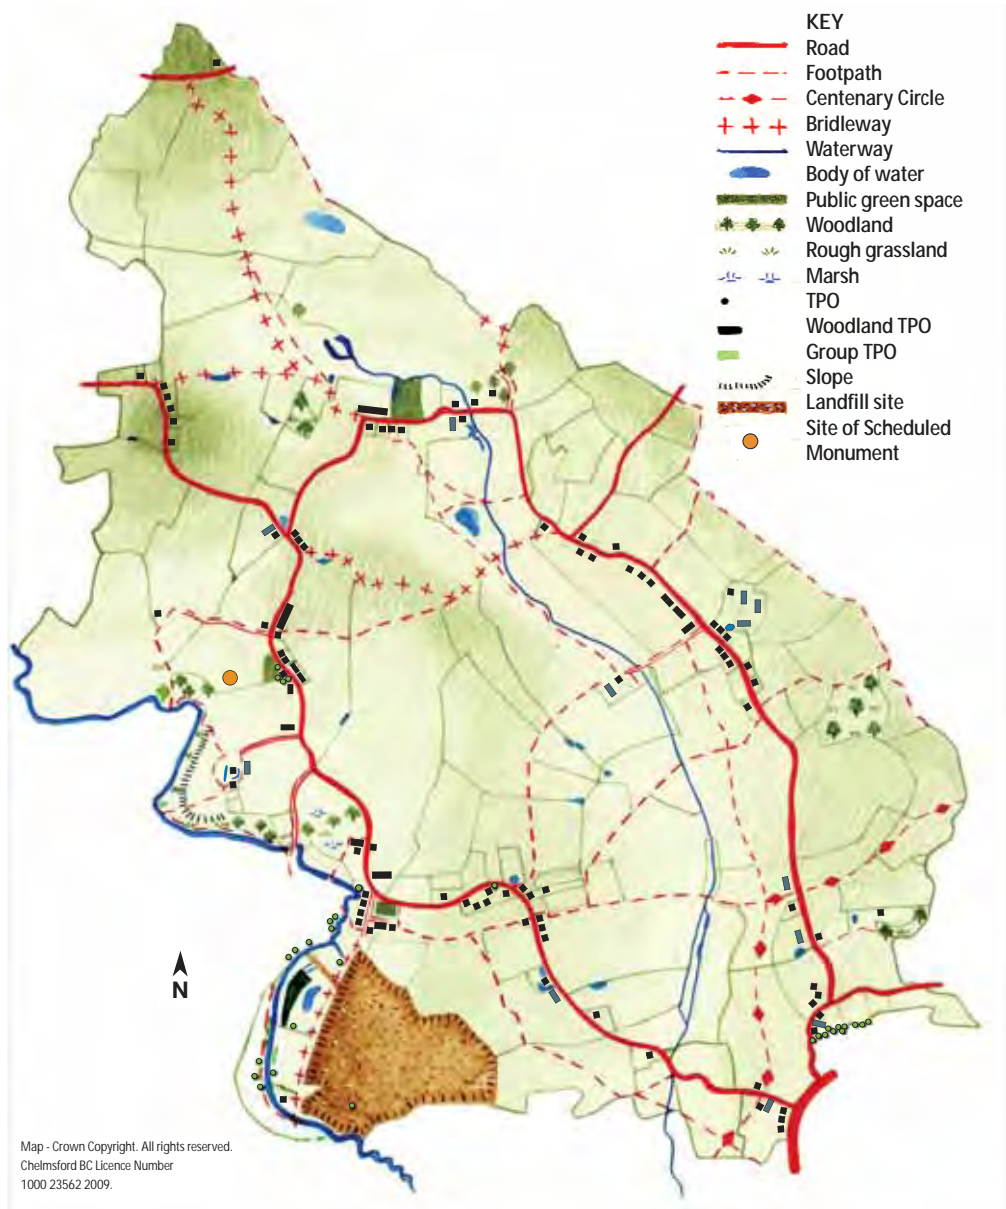 KEY
Road
Footpath
Centenary Circle
Bridleway
Waterway
Body of water
Public green space
Woodland
Rough grassland
Marsh
TPO
Woodland TPO
Group TPO
Slope
Landfill site
Site of Scheduled
Monument
N
Map - Crown Copyright. All rights reserved.
Chelmsford BC Licence Number
1000 23562 2009.